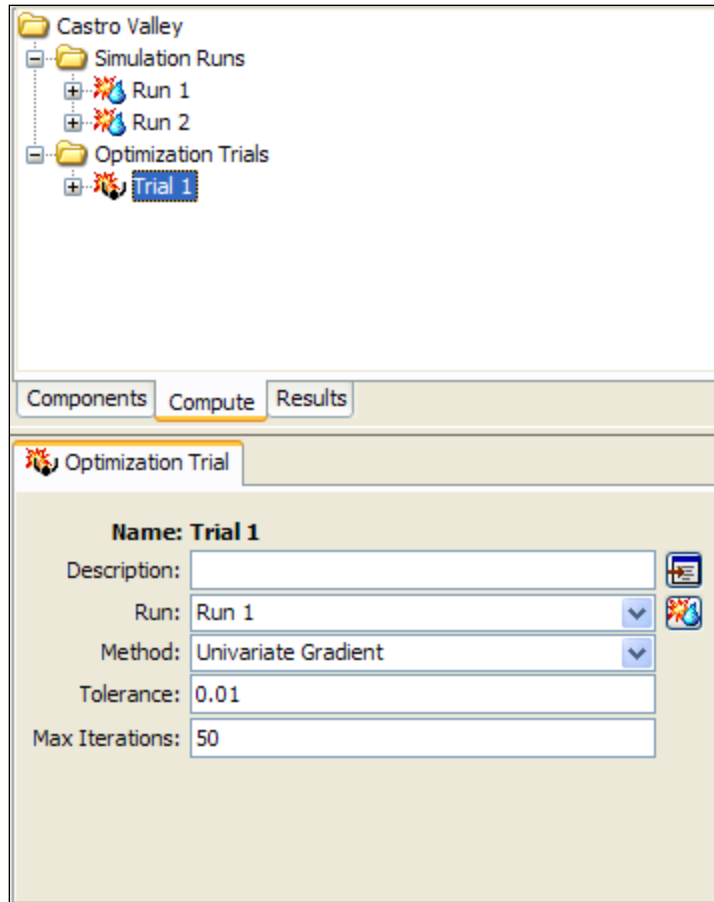 Castro Valley
Simulation Runs
Run 1
Run 2
Optimization Trials
Trial 1
Components Compute Results
Optimization Trial
Name: Trial 1
Description:
Run: Run 1
Method: Univariate Gradient
Tolerance: 0.01
Max Iterations: 50